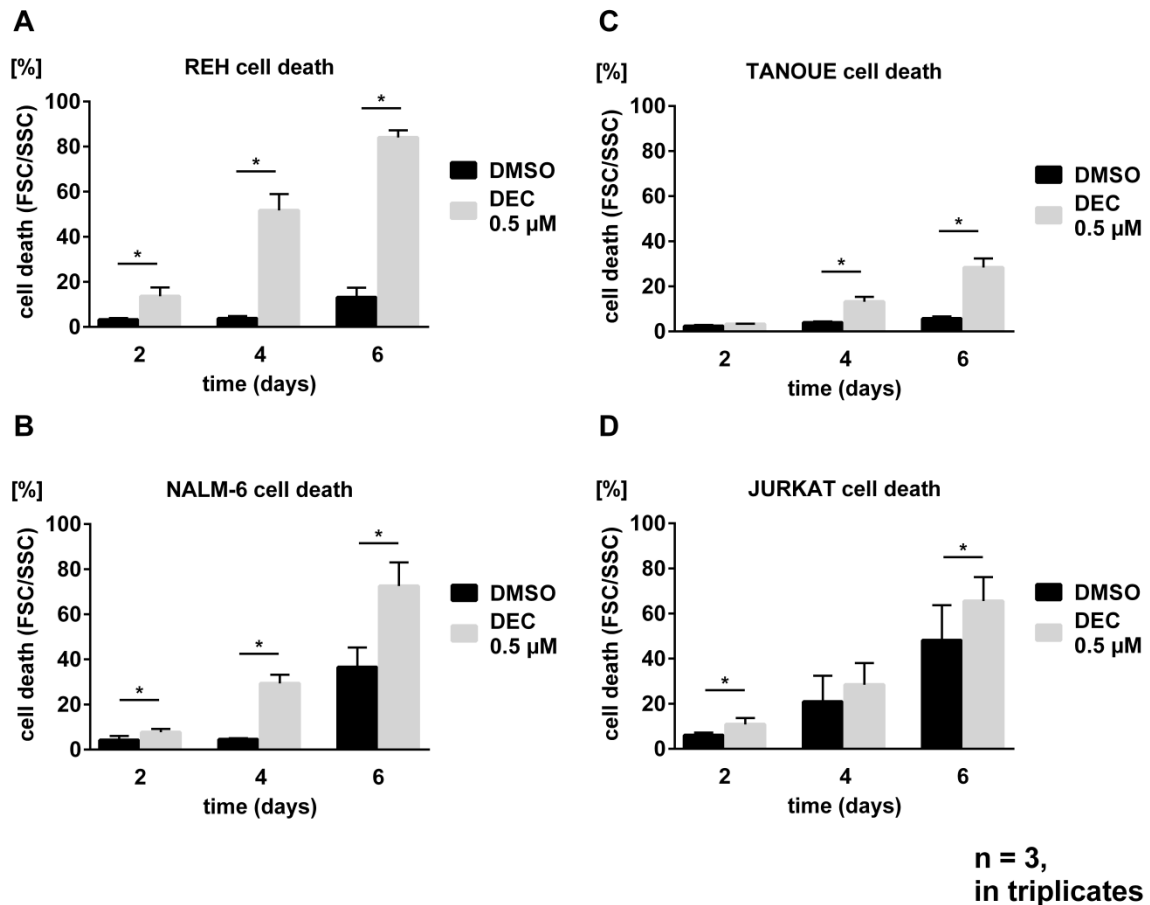 A
REH cell death
[%]
cell death (FSC/SSC)
100
80
60
40
20
0
*
*
*
2
4
6
time (days)
DMSO
DEC
0.5 µM
B
NALM-6 cell death
[%]
cell death (FSC/SSC)
100
80
60
40
20
0
*
*
*
2
4
6
time (days)
DMSO
DEC
0.5 µM
C
TANOUE cell death
[%]
cell death (FSC/SSC)
100
80
60
40
20
0
*
*
2
4
6
time (days)
DMSO
DEC
0.5 µM
D
JURKAT cell death
[%]
cell death (FSC/SSC)
100
80
60
40
20
0
*
*
2
4
6
time (days)
DMSO
DEC
0.5 µM
n = 3,
in triplicates